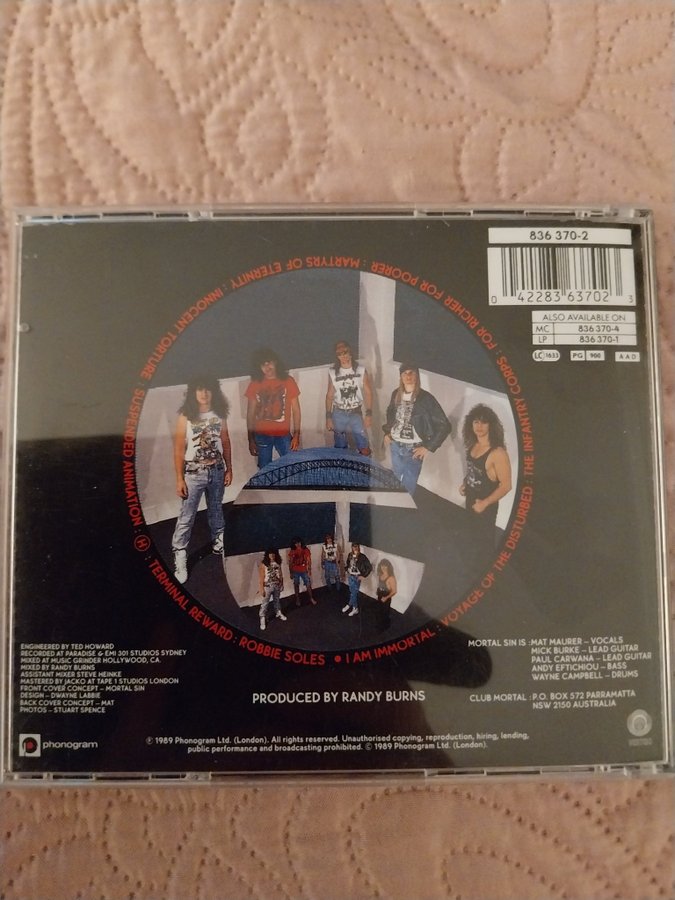 836 370-2
0 42283 63702 3
ALSO AVAILABLE ON
MC 836 370-4
LP 836 370-1
LC 1633 PG 900 AAD
• I AM IMMORTAL : VOYAGE OF THE DISTURBED : THE INFANTRY CORPS : FOR RICHER FOR POORER : MARTYRS OF ETERNITY : INNOCENT TORTURE : SUSPENDED ANIMATION : H : TERMINAL REWARD : ROBBIE SOLES
ENGINEERED BY TED HOWARD
RECORDED AT PARADISE & EMI 301 STUDIOS SYDNEY
MIXED AT MUSIC GRINDER HOLLYWOOD, CA.
MIXED BY RANDY BURNS
ASSISTANT MIXER STEVE HEINKE
MASTERED BY JACKO AT TAPE 1 STUDIOS LONDON
FRONT COVER CONCEPT – MORTAL SIN
DESIGN – DWAYNE LABBIE
BACK COVER CONCEPT – MAT
PHOTOS – STUART SPENCE
MORTAL SIN IS : MAT MAURER – VOCALS
MICK BURKE – LEAD GUITAR
PAUL CARWANA – LEAD GUITAR
ANDY EFTICHIOU – BASS
WAYNE CAMPBELL – DRUMS
PRODUCED BY RANDY BURNS
CLUB MORTAL : P.O. BOX 572 PARRAMATTA
NSW 2150 AUSTRALIA
phonogram
℗ 1989 Phonogram Ltd. (London). All rights reserved. Unauthorised copying, reproduction, hiring, lending,
public performance and broadcasting prohibited. © 1989 Phonogram Ltd. (London).